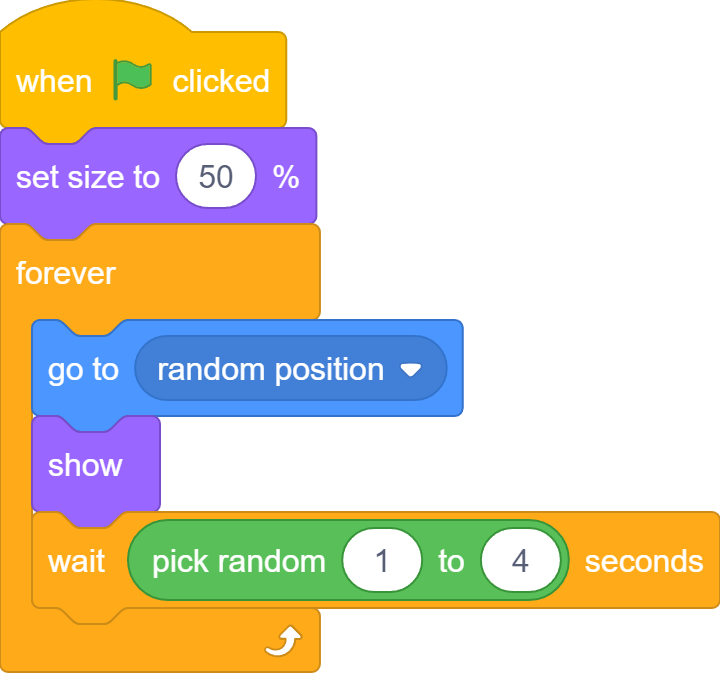 when clicked
set size to 50 %
forever
go to random position
show
wait pick random 1 to 4 seconds